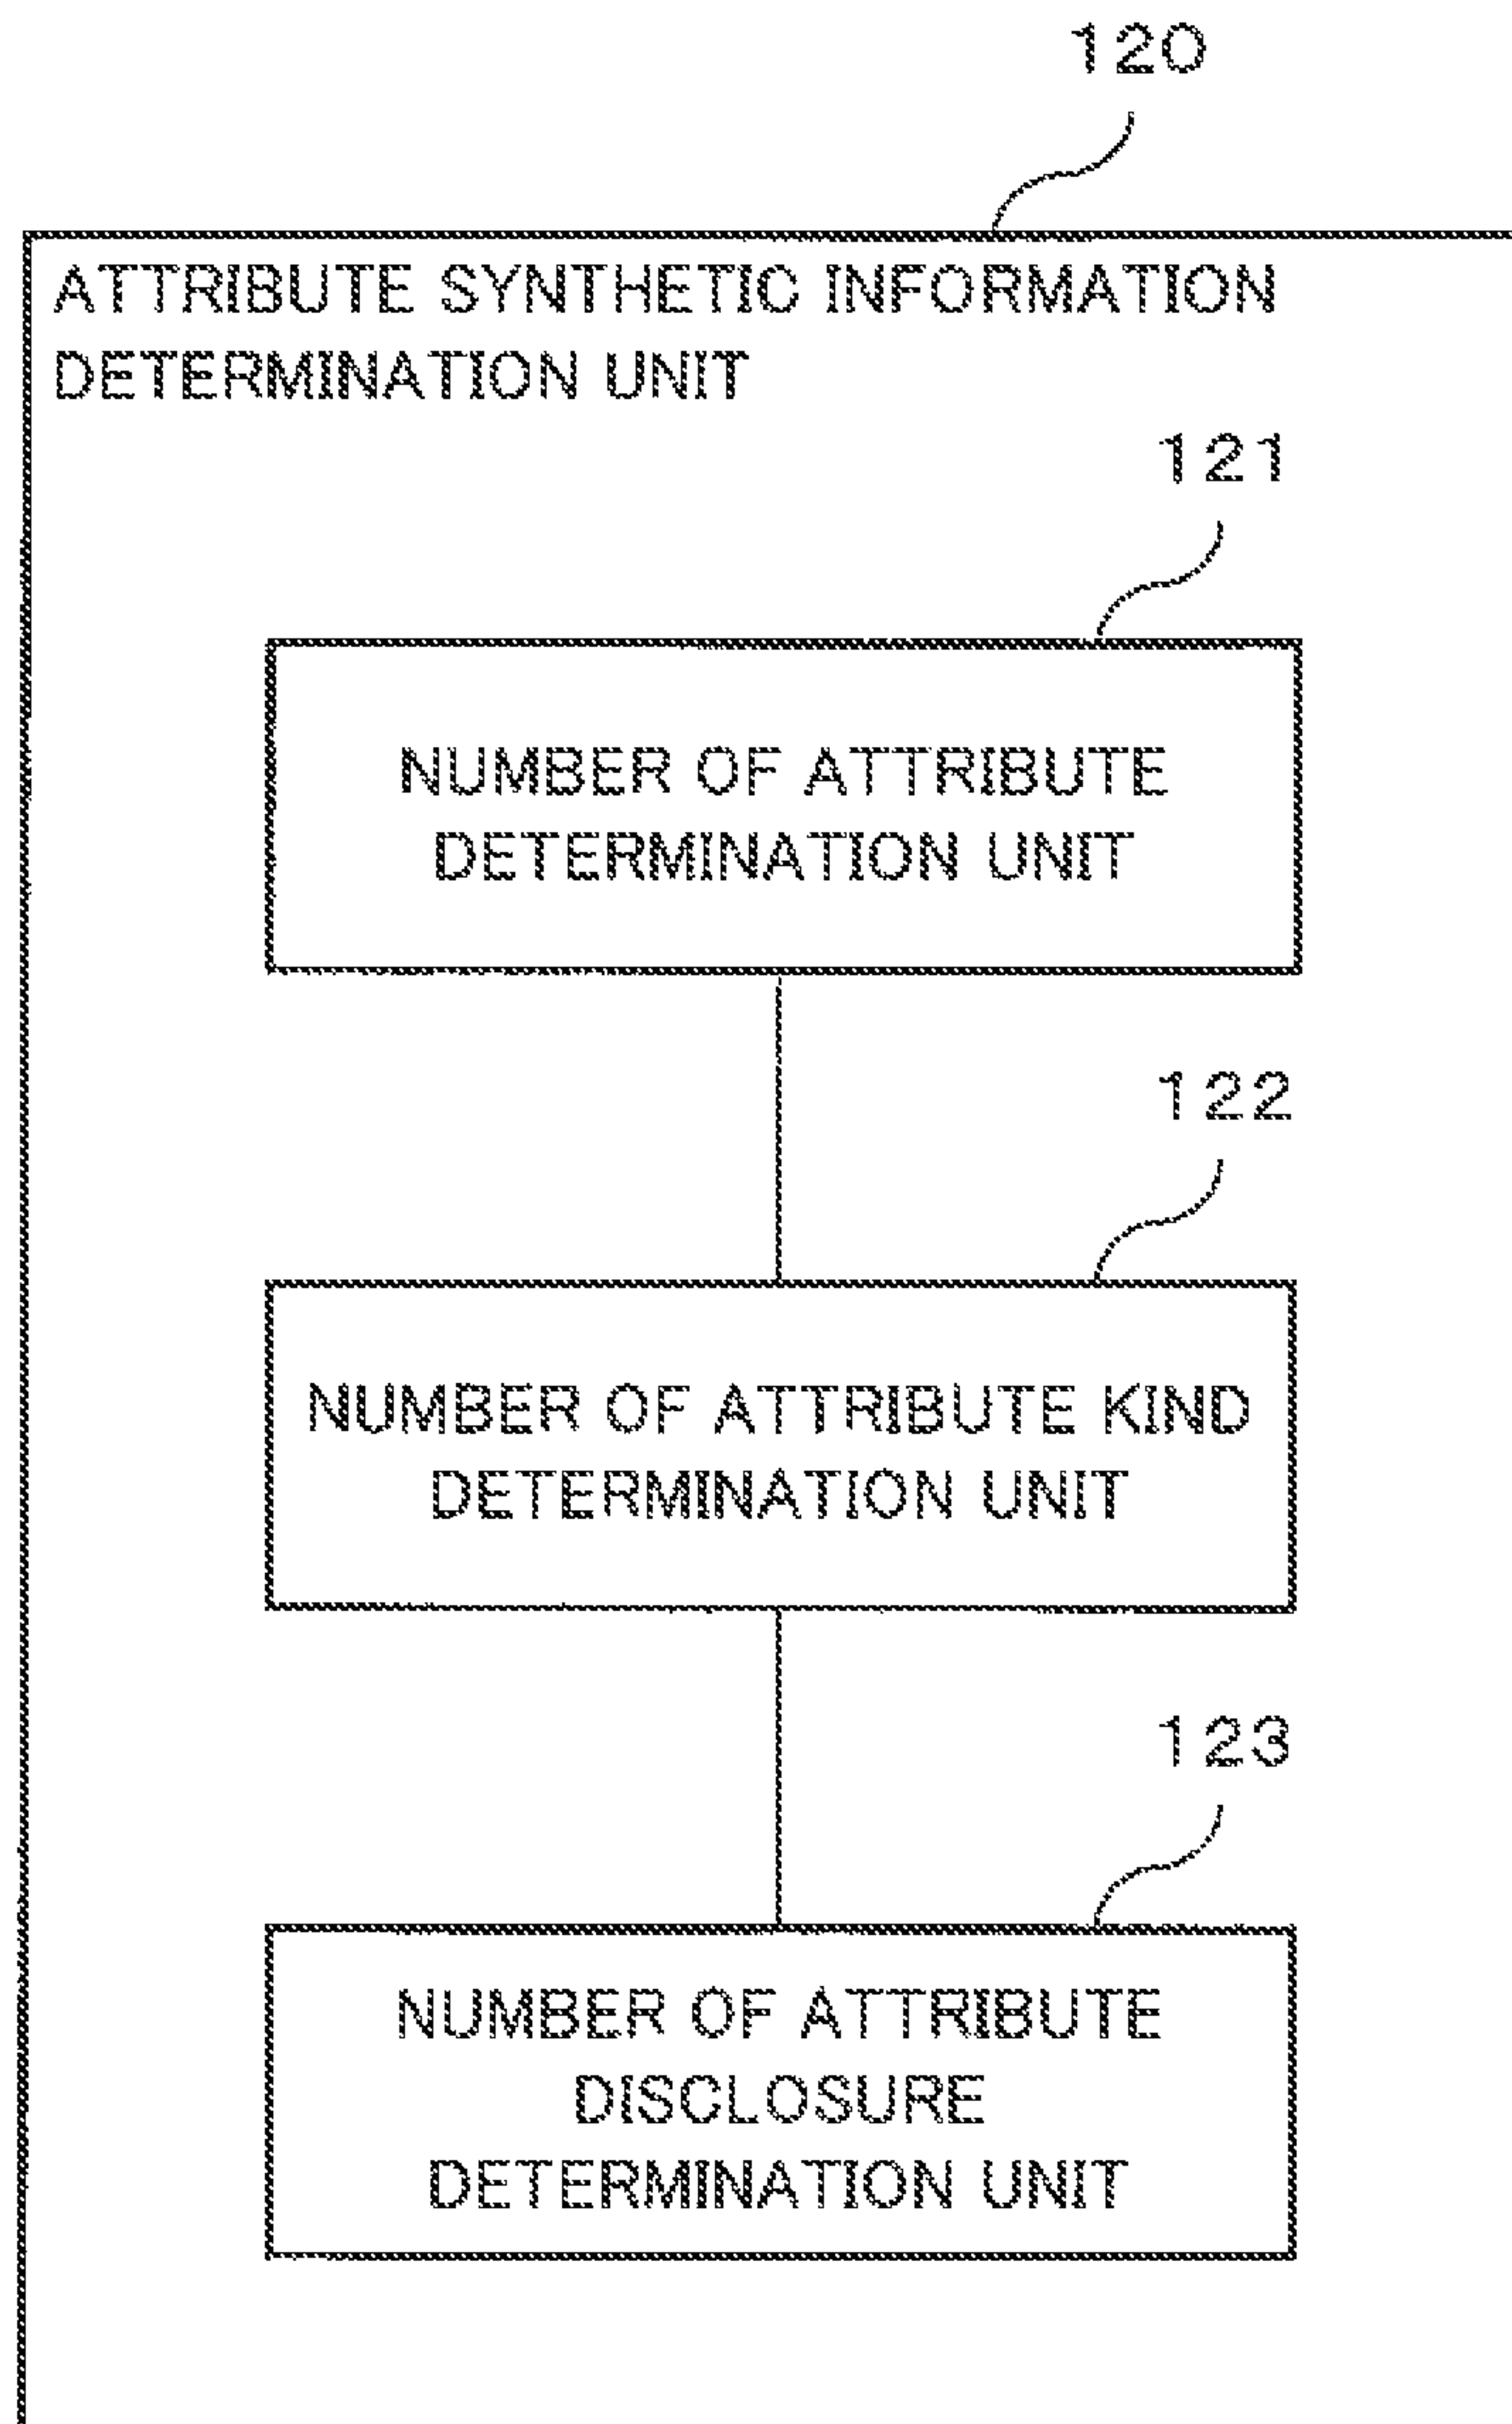 120
ATTRIBUTE SYNTHETIC INFORMATION
DETERMINATION UNIT
121
NUMBER OF ATTRIBUTE
DETERMINATION UNIT
122
NUMBER OF ATTRIBUTE KIND
DETERMINATION UNIT
123
NUMBER OF ATTRIBUTE
DISCLOSURE
DETERMINATION UNIT